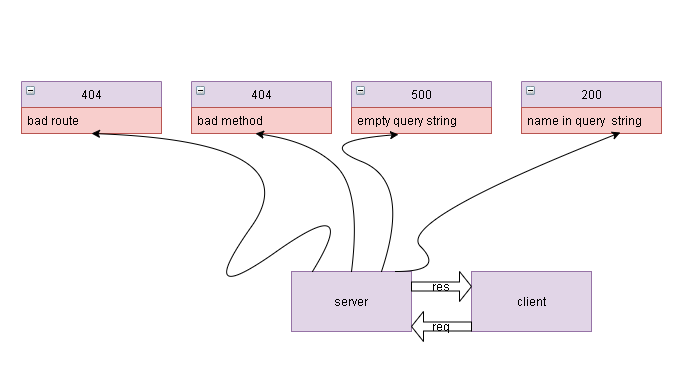 404
404
500
200
bad route
bad method
empty query string
name in query  string
server
res
client
req